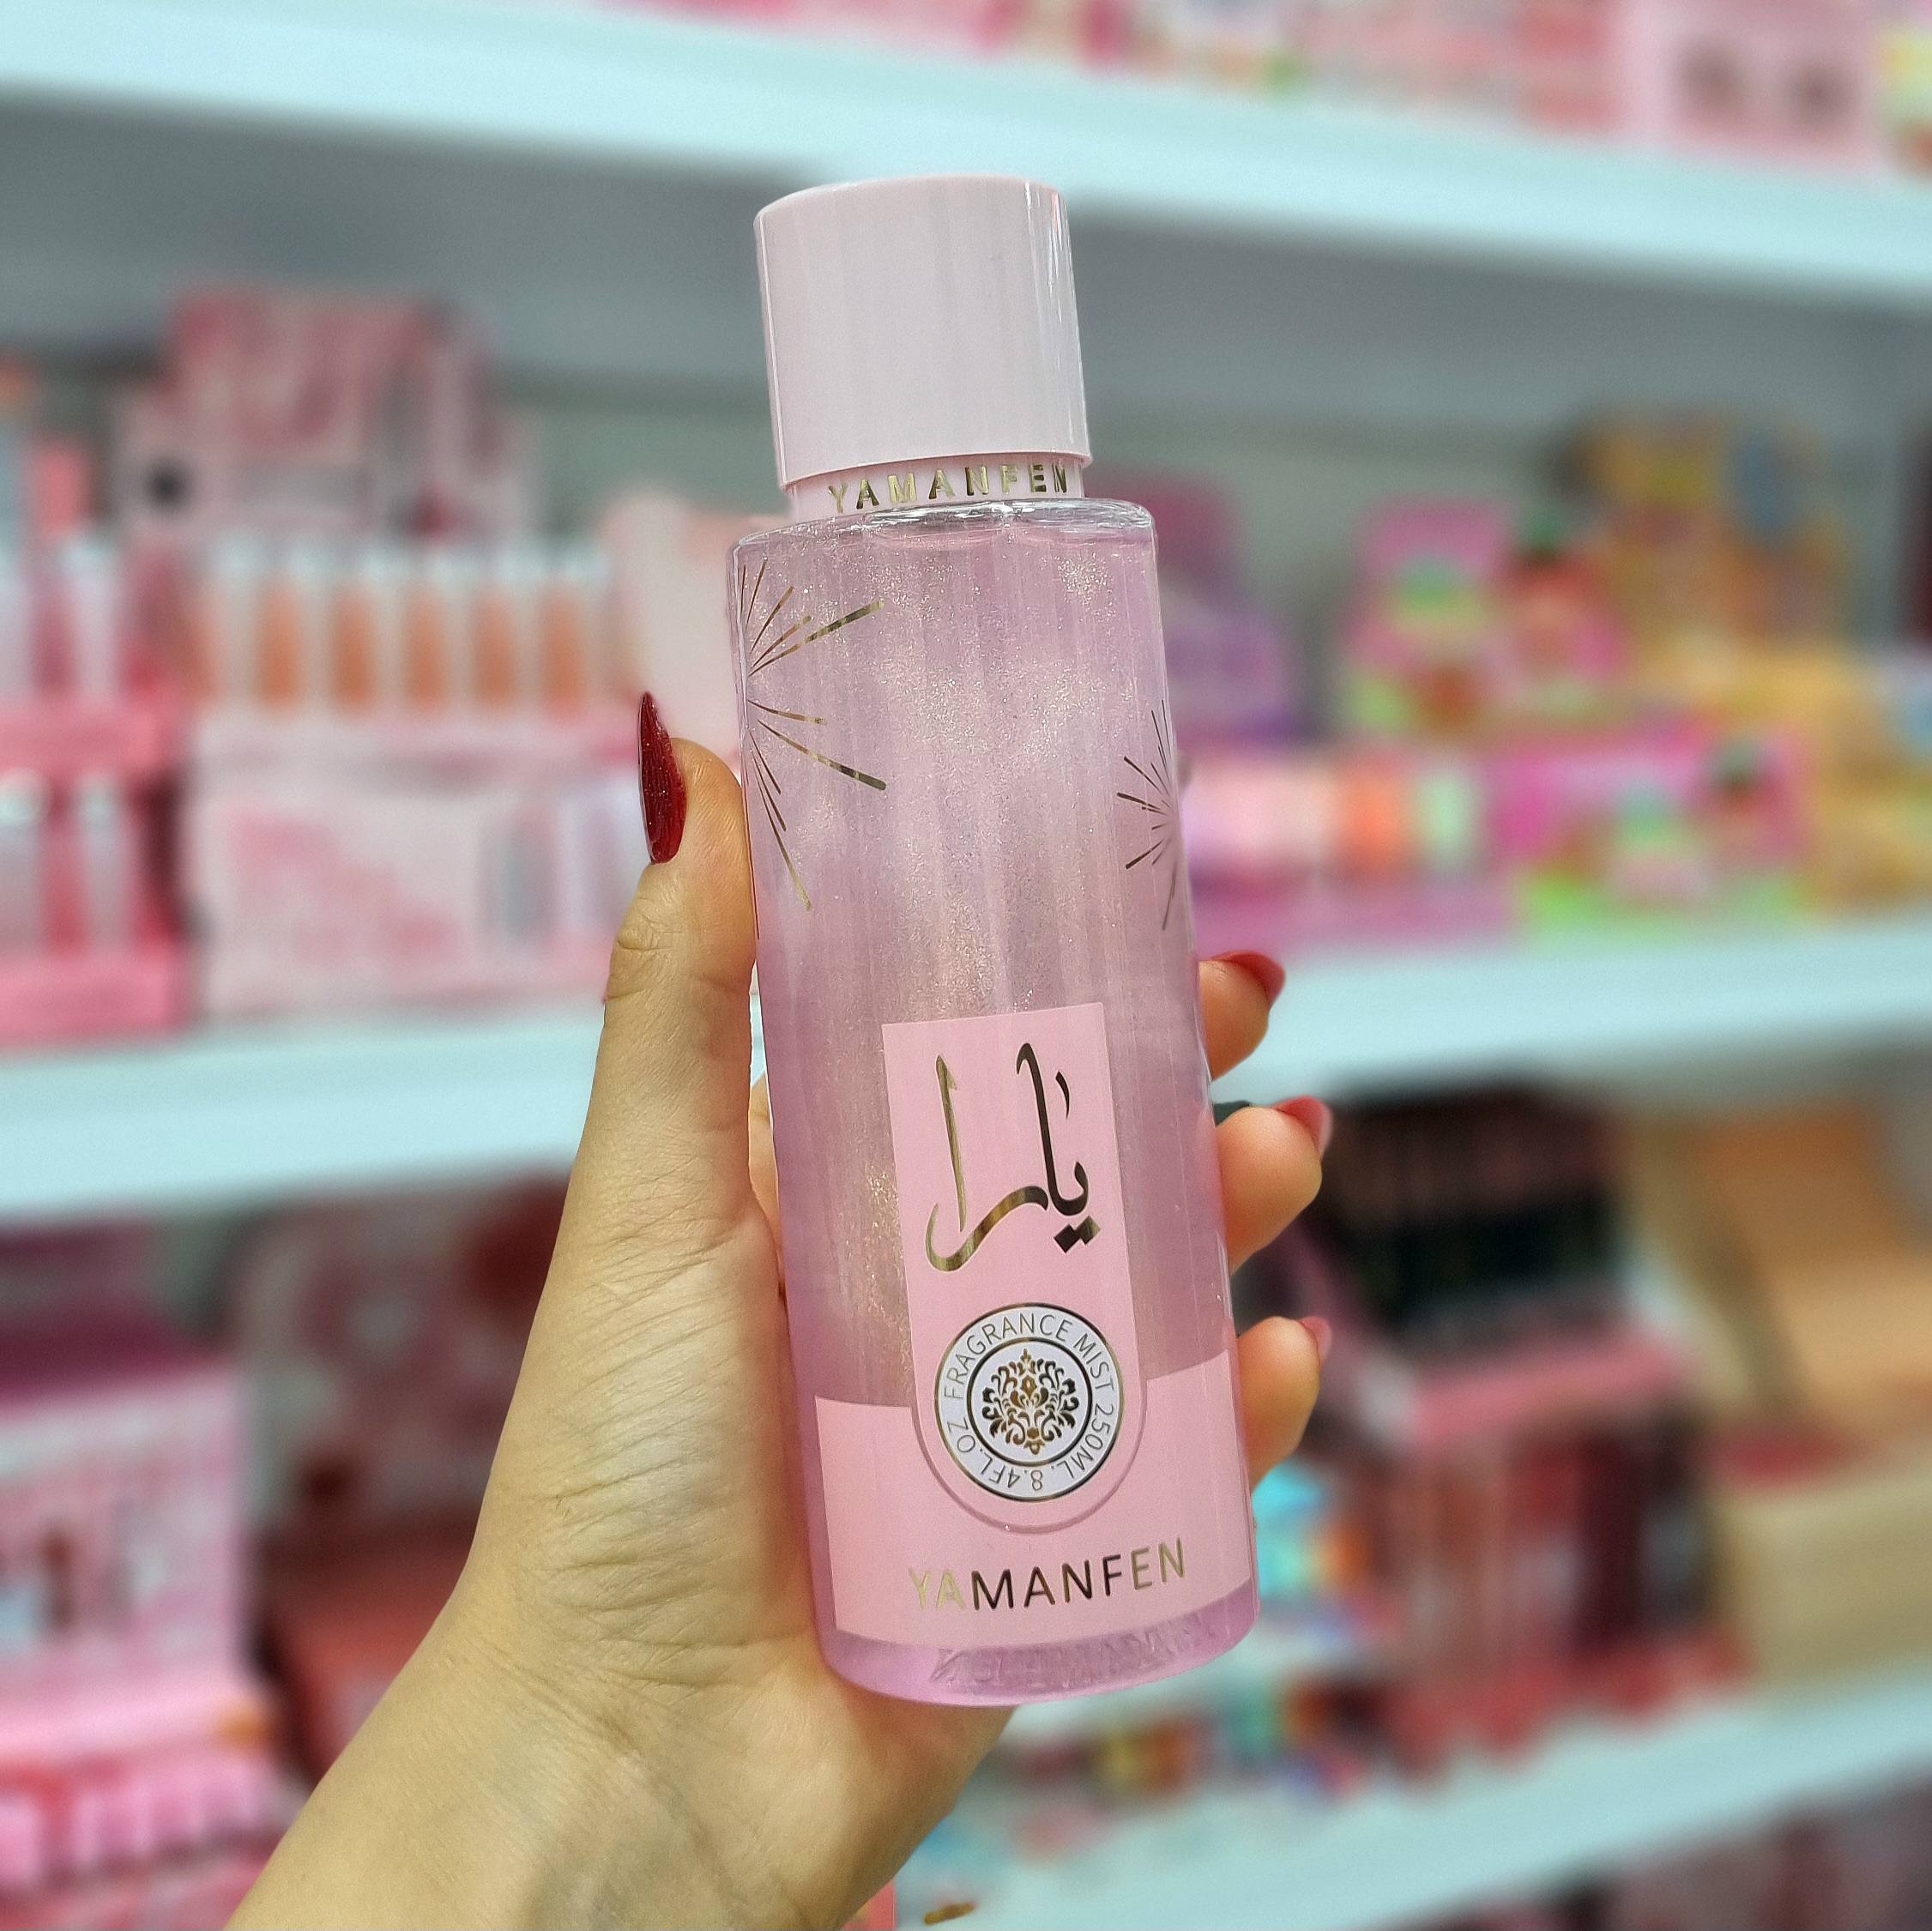 YAMANFEN
يارا
FRAGRANCE MIST 250ML. 8.4FL.OZ
YAMANFEN